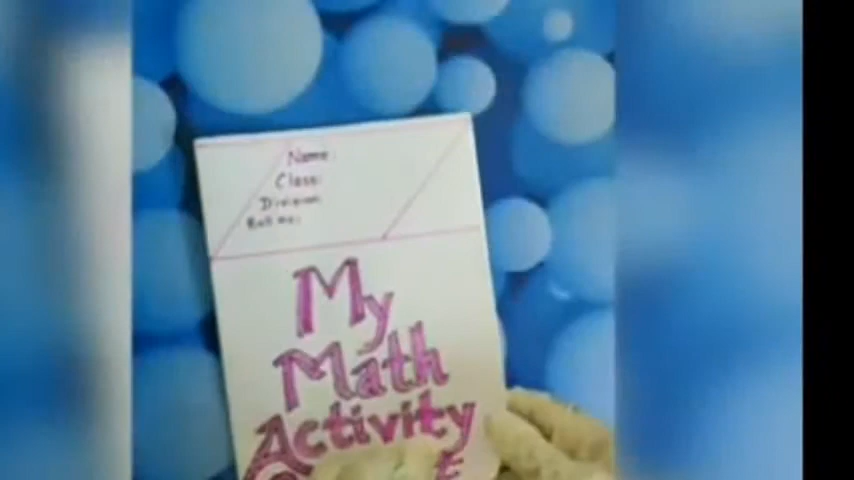 Name:
Class:
Division:
Roll no.:
My
Math
Activity